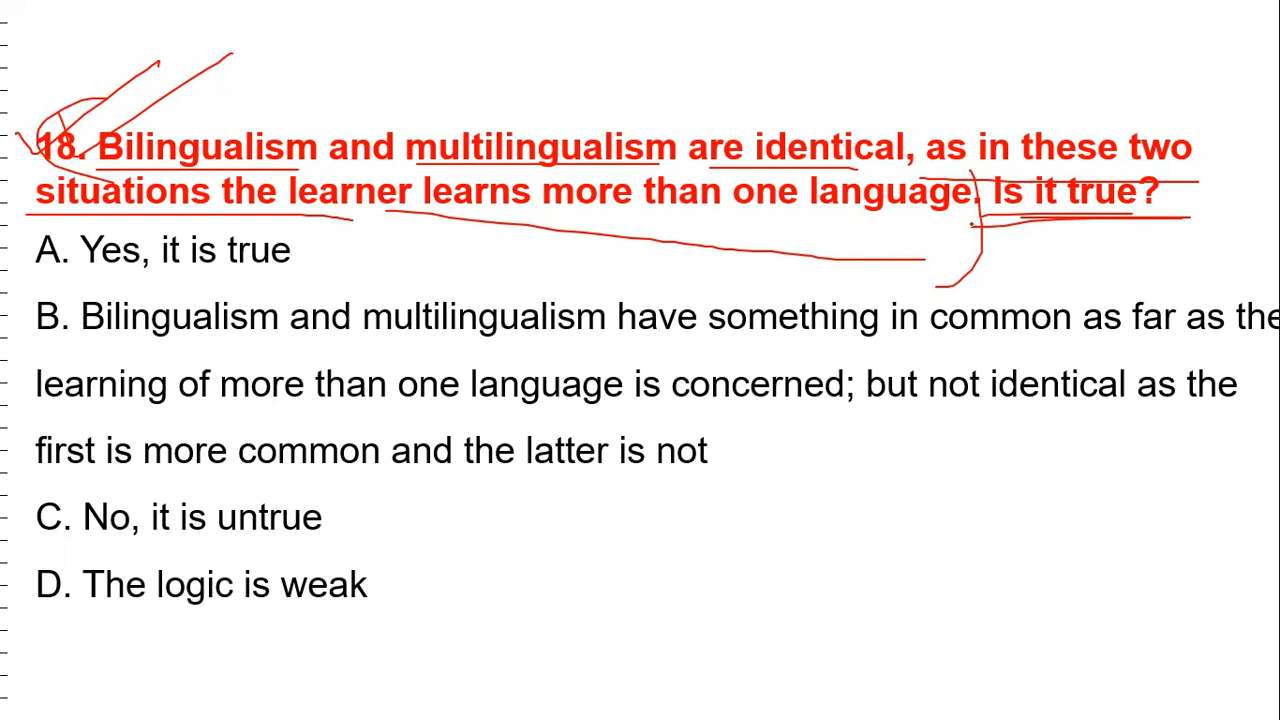 18. Bilingualism and multilingualism are identical, as in these two
situations the learner learns more than one language. Is it true?
A. Yes, it is true
B. Bilingualism and multilingualism have something in common as far as the
learning of more than one language is concerned; but not identical as the
first is more common and the latter is not
C. No, it is untrue
D. The logic is weak